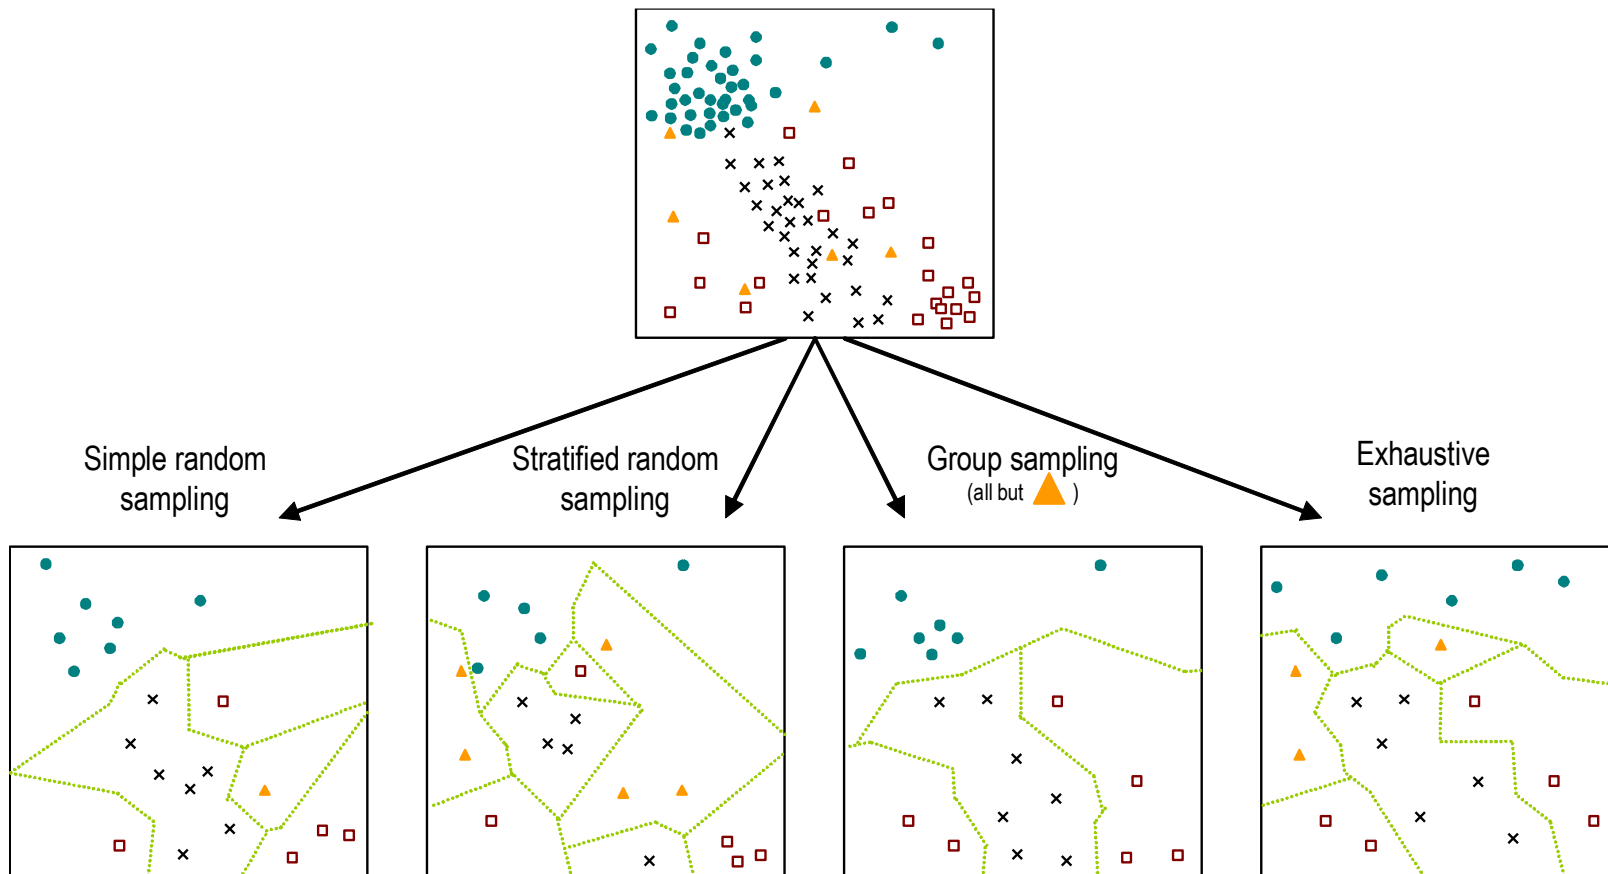 Simple random
sampling
Stratified random
sampling
Group sampling
(all but )
Exhaustive
sampling